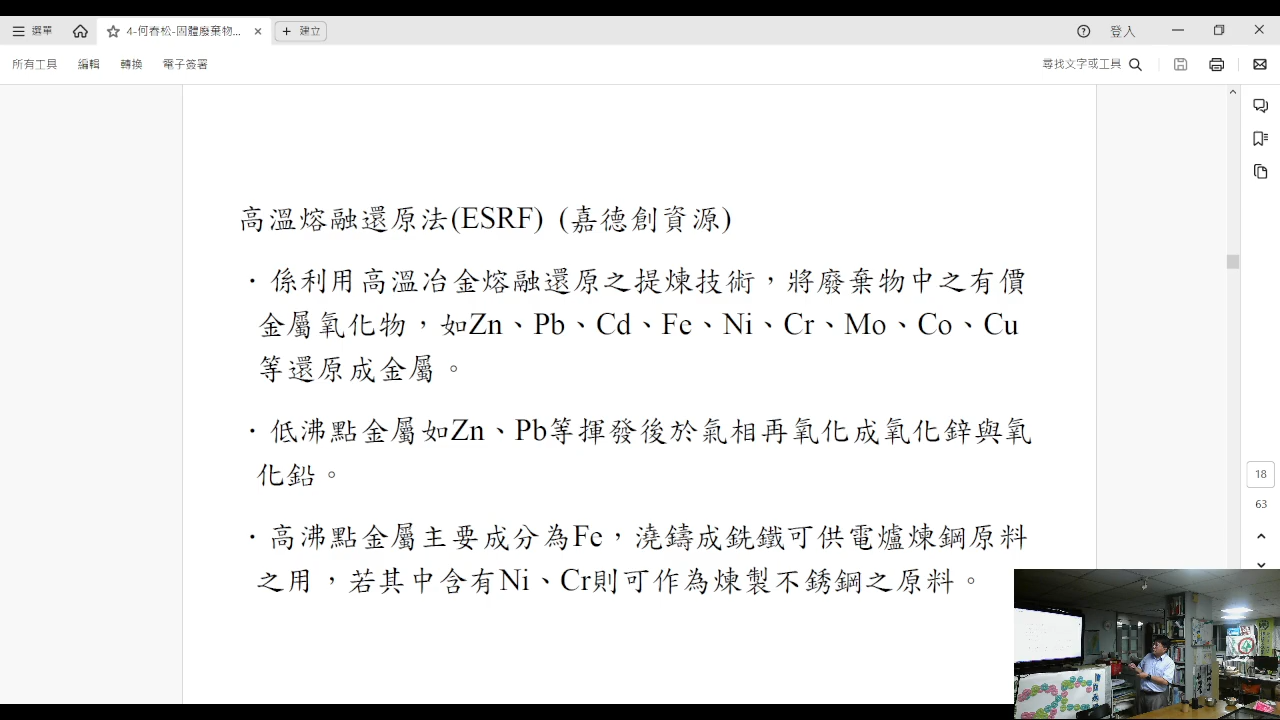 選單
4-何春松-固體廢棄物...
建立
登入
所有工具
編輯
轉換
電子簽署
尋找文字或工具
高溫熔融還原法(ESRF) (嘉德創資源)
・係利用高溫冶金熔融還原之提煉技術，將廢棄物中之有價
金屬氧化物，如Zn、Pb、Cd、Fe、Ni、Cr、Mo、Co、Cu
等還原成金屬。
・低沸點金屬如Zn、Pb等揮發後於氣相再氧化成氧化鋅與氧
化鉛。
・高沸點金屬主要成分為Fe，澆鑄成銑鐵可供電爐煉鋼原料
之用，若其中含有Ni、Cr則可作為煉製不銹鋼之原料。
18
63